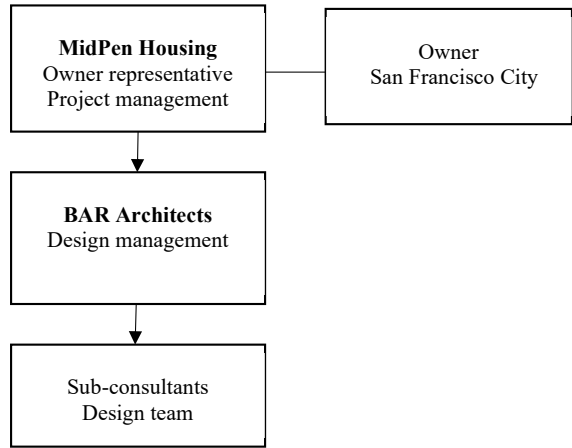 MidPen Housing
Owner representative
Project management
Owner
San Francisco City
BAR Architects
Design management
Sub-consultants
Design team